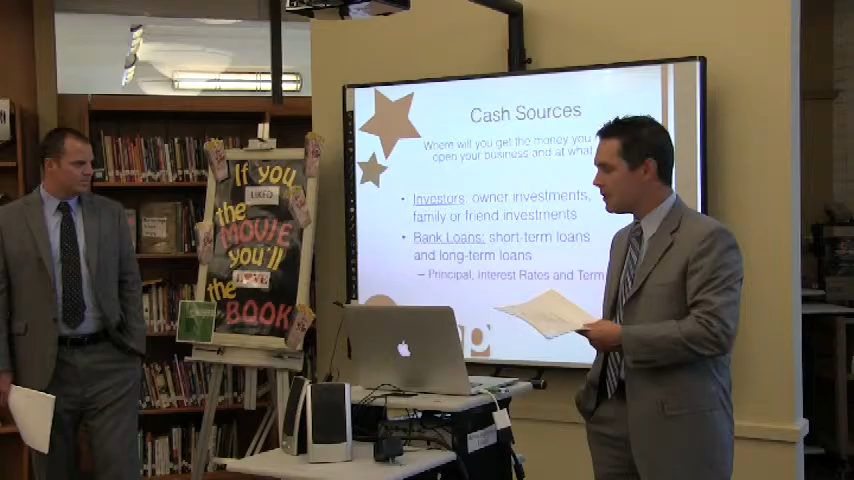 Cash Sources
Where will you get the money you
open your business and at what
• Investors: owner investments,
family or friend investments
• Bank Loans: short-term loans
and long-term loans
– Principal, Interest Rates and Term
If you
LIKED
the
MOVIE
you'll
LOVE
the
BOOK